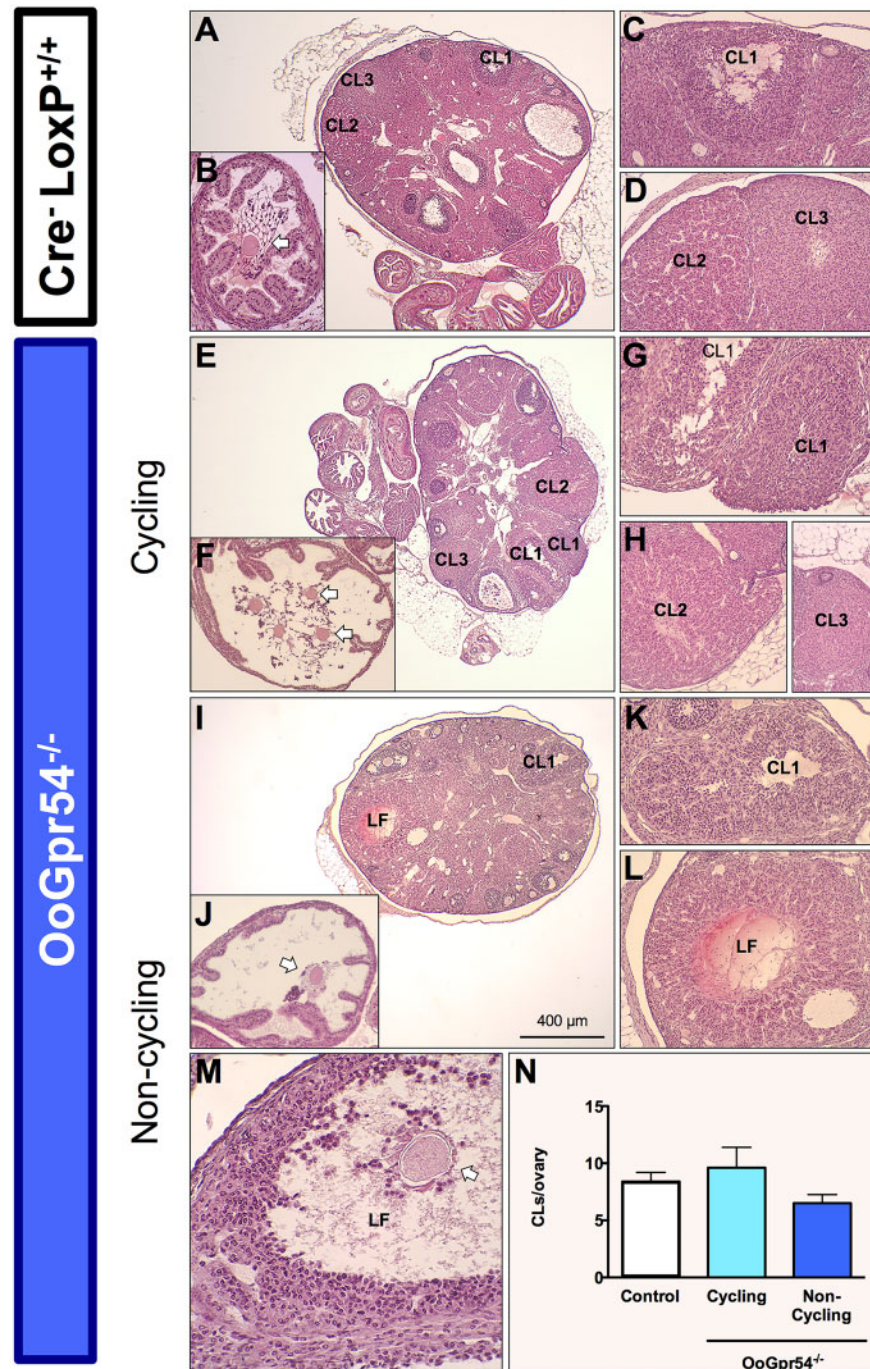 Cre- LoxP+/+
A
CL1
CL3
CL2
B
C
CL1
D
CL3
CL2
OoGpr54-/-
Cycling
E
CL2
CL1
CL1
CL3
F
G
CL1
CL1
H
CL2
CL3
Non-cycling
I
CL1
LF
J
400 µm
K
CL1
L
LF
M
LF
N
CLs/ovary
15
10
5
0
Control
Cycling
Non-
Cycling
OoGpr54-/-